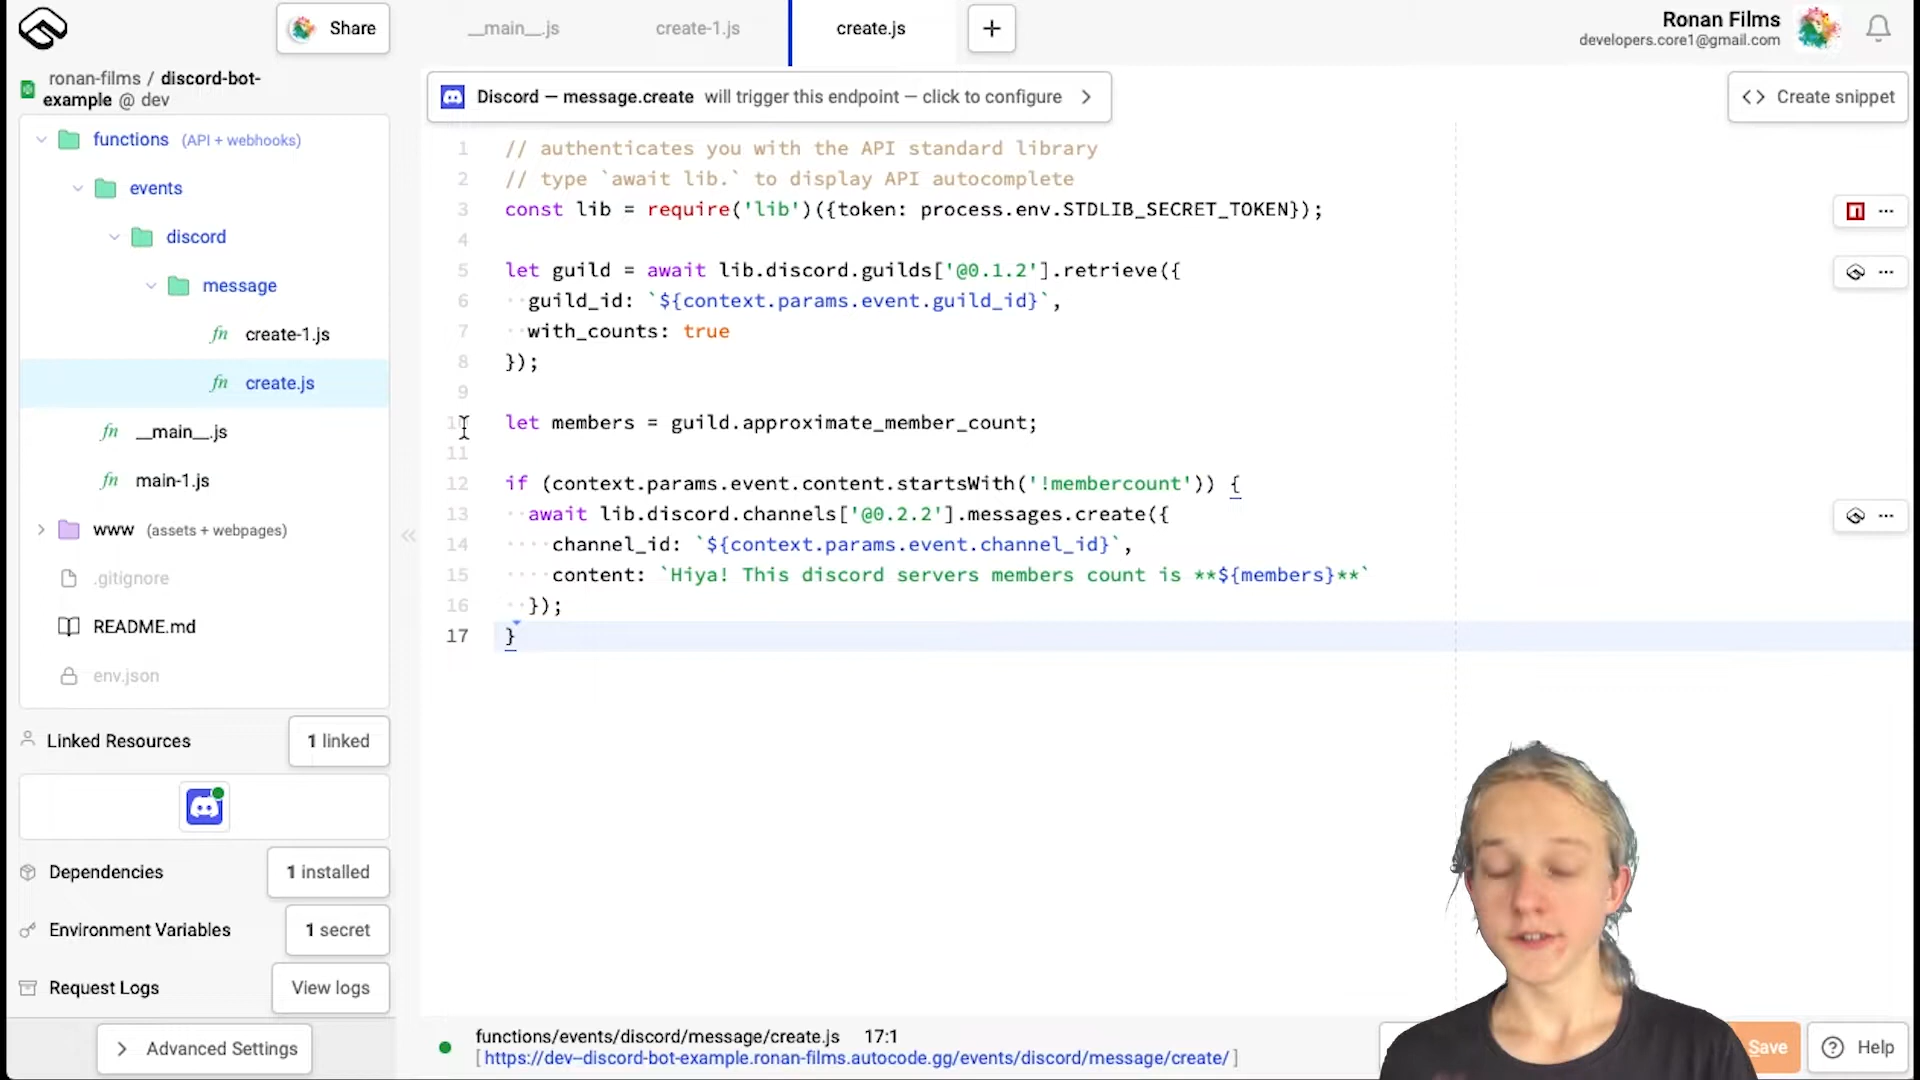 Share
__main__.js
create-1.js
create.js
Ronan Films
developers.core1@gmail.com
ronan-films / discord-bot-
example @ dev
Discord — message.create will trigger this endpoint — click to configure
Create snippet
functions (API + webhooks)
events
discord
message
create-1.js
create.js
__main__.js
main-1.js
www (assets + webpages)
.gitignore
README.md
env.json
1 // authenticates you with the API standard library
2 // type `await lib.` to display API autocomplete
3 const lib = require('lib')({token: process.env.STDLIB_SECRET_TOKEN});
4
5 let guild = await lib.discord.guilds['@0.1.2'].retrieve({
6 guild_id: `${context.params.event.guild_id}`,
7 with_counts: true
8 });
9
10 let members = guild.approximate_member_count;
11
12 if (context.params.event.content.startsWith('!membercount')) {
13 await lib.discord.channels['@0.2.2'].messages.create({
14 channel_id: `${context.params.event.channel_id}`,
15 content: `Hiya! This discord servers members count is **${members}**`
16 });
17 }
Linked Resources
1 linked
Dependencies
1 installed
Environment Variables
1 secret
Request Logs
View logs
Advanced Settings
functions/events/discord/message/create.js 17:1
[https://dev--discord-bot-example.ronan-films.autocode.gg/events/discord/message/create/]
Save
Help